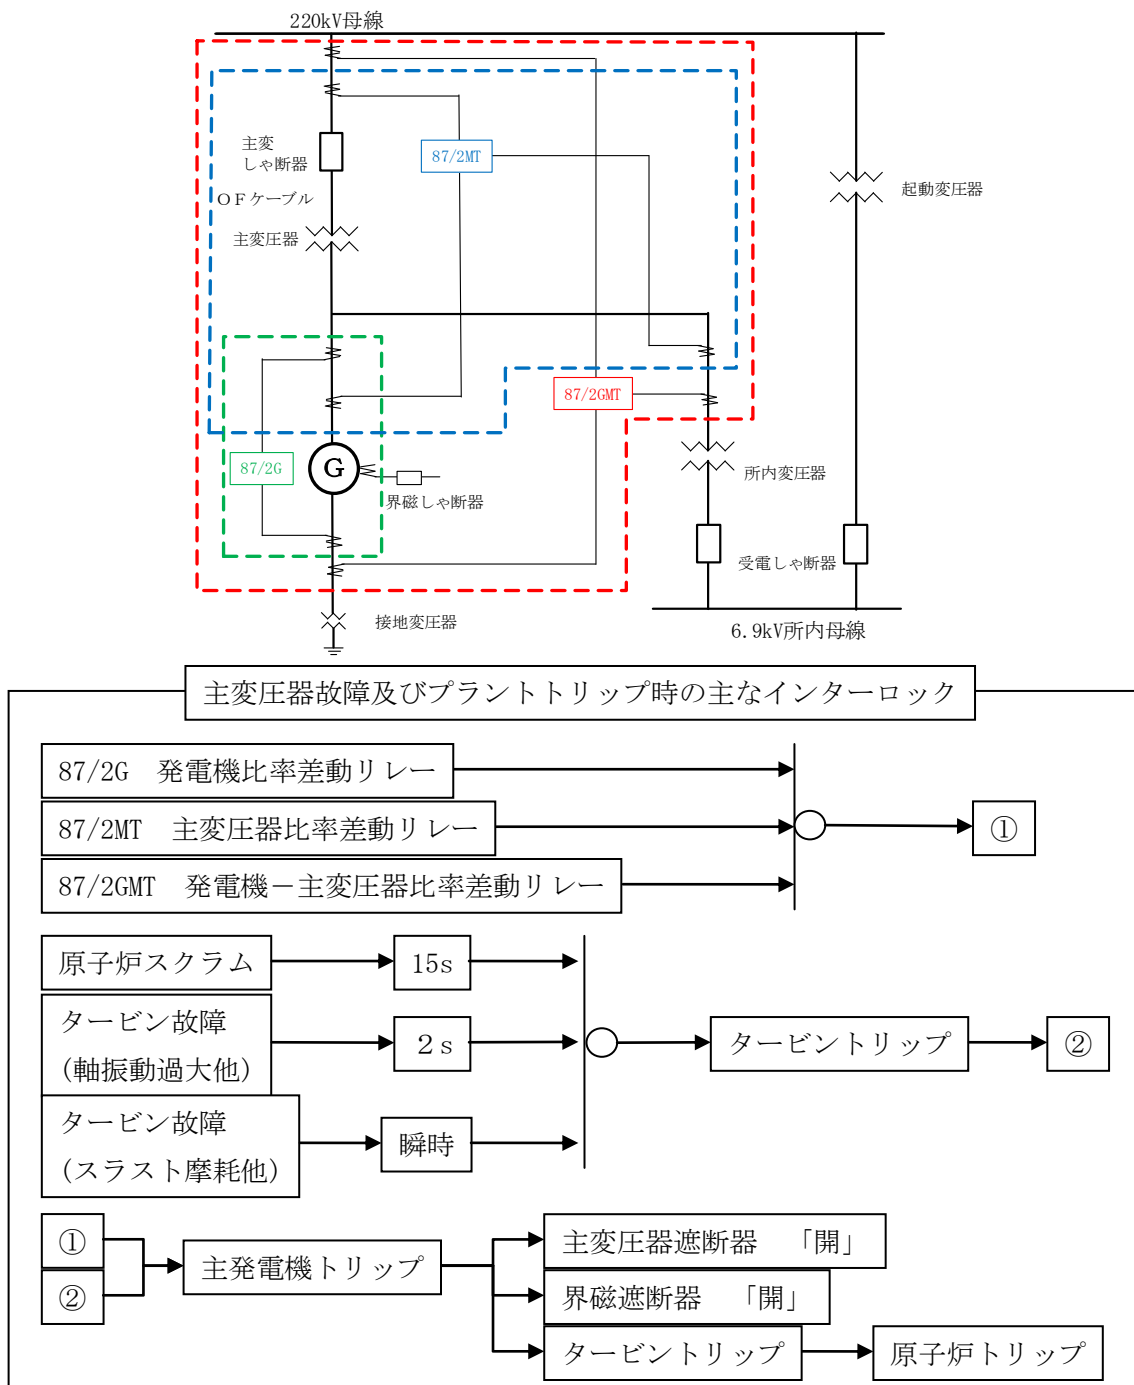 220kV母線
主変
しゃ断器
87/2MT
OFケーブル
起動変圧器
主変圧器
87/2GMT
87/2G
G
界磁しゃ断器
所内変圧器
受電しゃ断器
接地変圧器
6.9kV所内母線
主変圧器故障及びプラントトリップ時の主なインターロック
87/2G 発電機比率差動リレー
87/2MT 主変圧器比率差動リレー
①
87/2GMT 発電機－主変圧器比率差動リレー
原子炉スクラム
15s
タービン故障
(軸振動過大他)
2s
タービントリップ
②
タービン故障
(スラスト摩耗他)
瞬時
①
②
主発電機トリップ
主変圧器遮断器 「開」
界磁遮断器 「開」
タービントリップ
原子炉トリップ